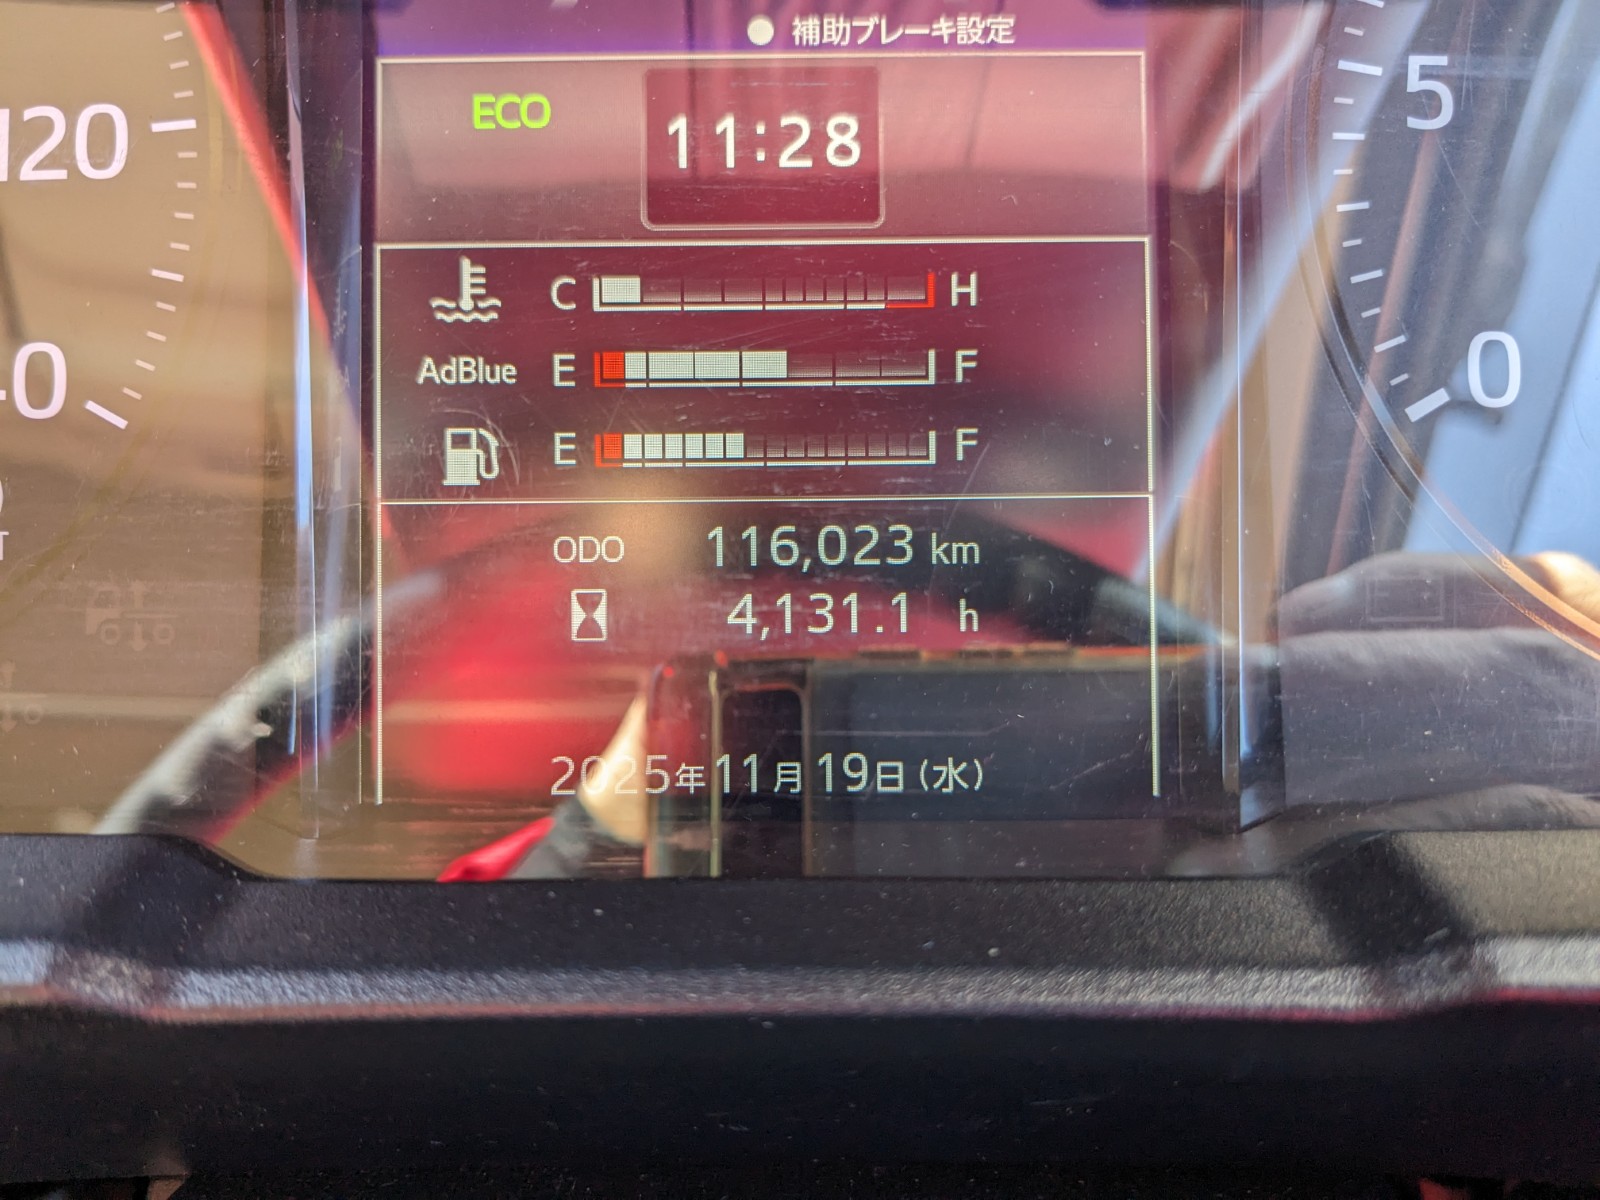 ● 補助ブレーキ設定
ECO
11:28
120
5
C H
AdBlue E F
0
E F
ODO 116,023 km
4,131.1 h
2025年11月19日(水)